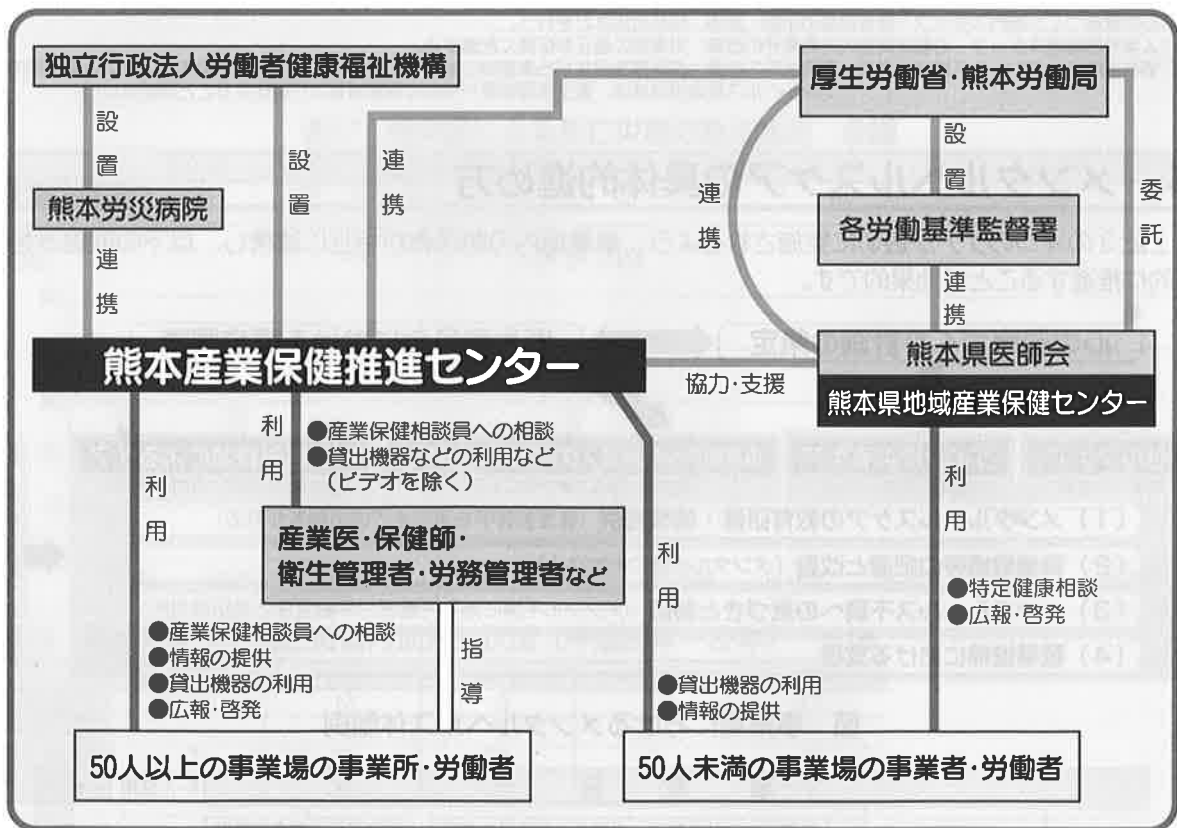 独立行政法人労働者健康福祉機構
厚生労働省・熊本労働局
設置
設置
連携
連携
設置
委託
熊本労災病院
各労働基準監督署
連携
連携
熊本産業保健推進センター
協力・支援
熊本県医師会
熊本県地域産業保健センター
利用
利用
●産業保健相談員への相談
●貸出機器などの利用など
(ビデオを除く)
利用
利用
産業医・保健師・
衛生管理者・労務管理者など
●特定健康相談
●広報・啓発
●産業保健相談員への相談
●情報の提供
●貸出機器の利用
●広報・啓発
指導
●貸出機器の利用
●情報の提供
50人以上の事業場の事業所・労働者
50人未満の事業場の事業者・労働者